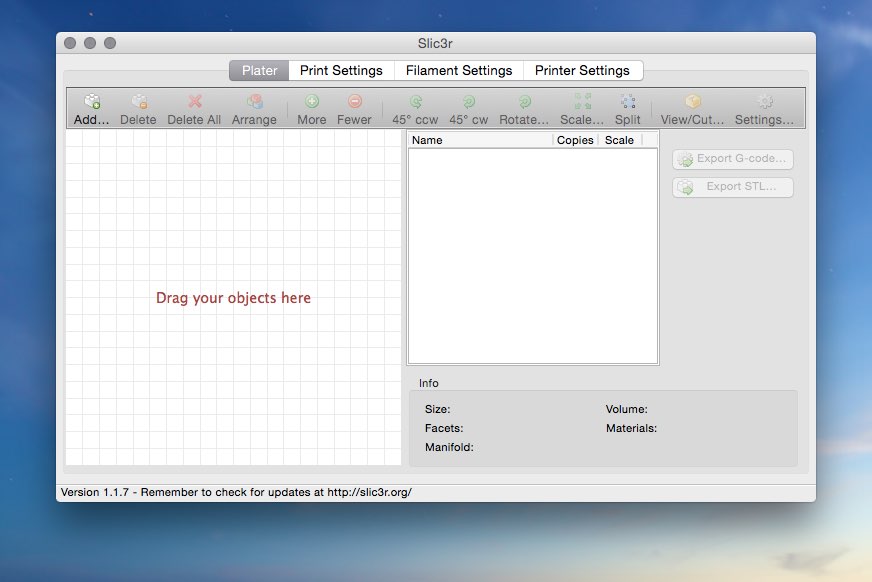 Slic3r
Plater Print Settings Filament Settings Printer Settings
Add... Delete Delete All Arrange More Fewer 45° ccw 45° cw Rotate... Scale... Split View/Cut... Settings...
Name Copies Scale
Export G-code...
Export STL...
Drag your objects here
Info
Size: Volume:
Facets: Materials:
Manifold:
Version 1.1.7 - Remember to check for updates at http://slic3r.org/